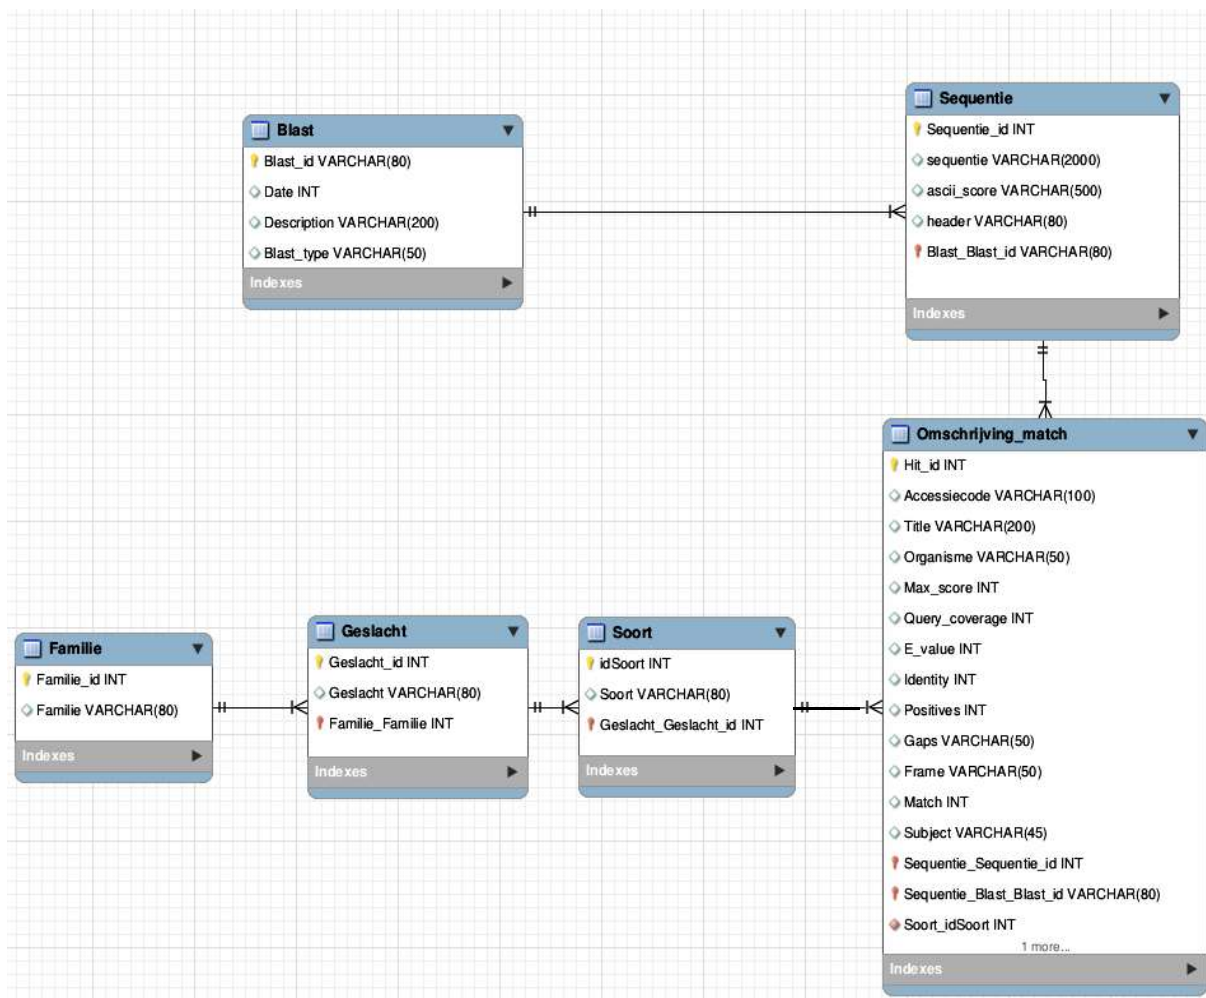 Blast
Blast_id VARCHAR(80)
Date INT
Description VARCHAR(200)
Blast_type VARCHAR(50)
Indexes
Sequentie
Sequentie_id INT
sequentie VARCHAR(2000)
ascii_score VARCHAR(500)
header VARCHAR(80)
Blast_Blast_id VARCHAR(80)
Indexes
Familie
Familie_id INT
Familie VARCHAR(80)
Indexes
Geslacht
Geslacht_id INT
Geslacht VARCHAR(80)
Familie_Familie INT
Indexes
Soort
idSoort INT
Soort VARCHAR(80)
Geslacht_Geslacht_id INT
Indexes
Omschrijving_match
Hit_id INT
Accessiecode VARCHAR(100)
Title VARCHAR(200)
Organisme VARCHAR(50)
Max_score INT
Query_coverage INT
E_value INT
Identity INT
Positives INT
Gaps VARCHAR(50)
Frame VARCHAR(50)
Match INT
Subject VARCHAR(45)
Sequentie_Sequentie_id INT
Sequentie_Blast_Blast_id VARCHAR(80)
Soort_idSoort INT
1 more...
Indexes